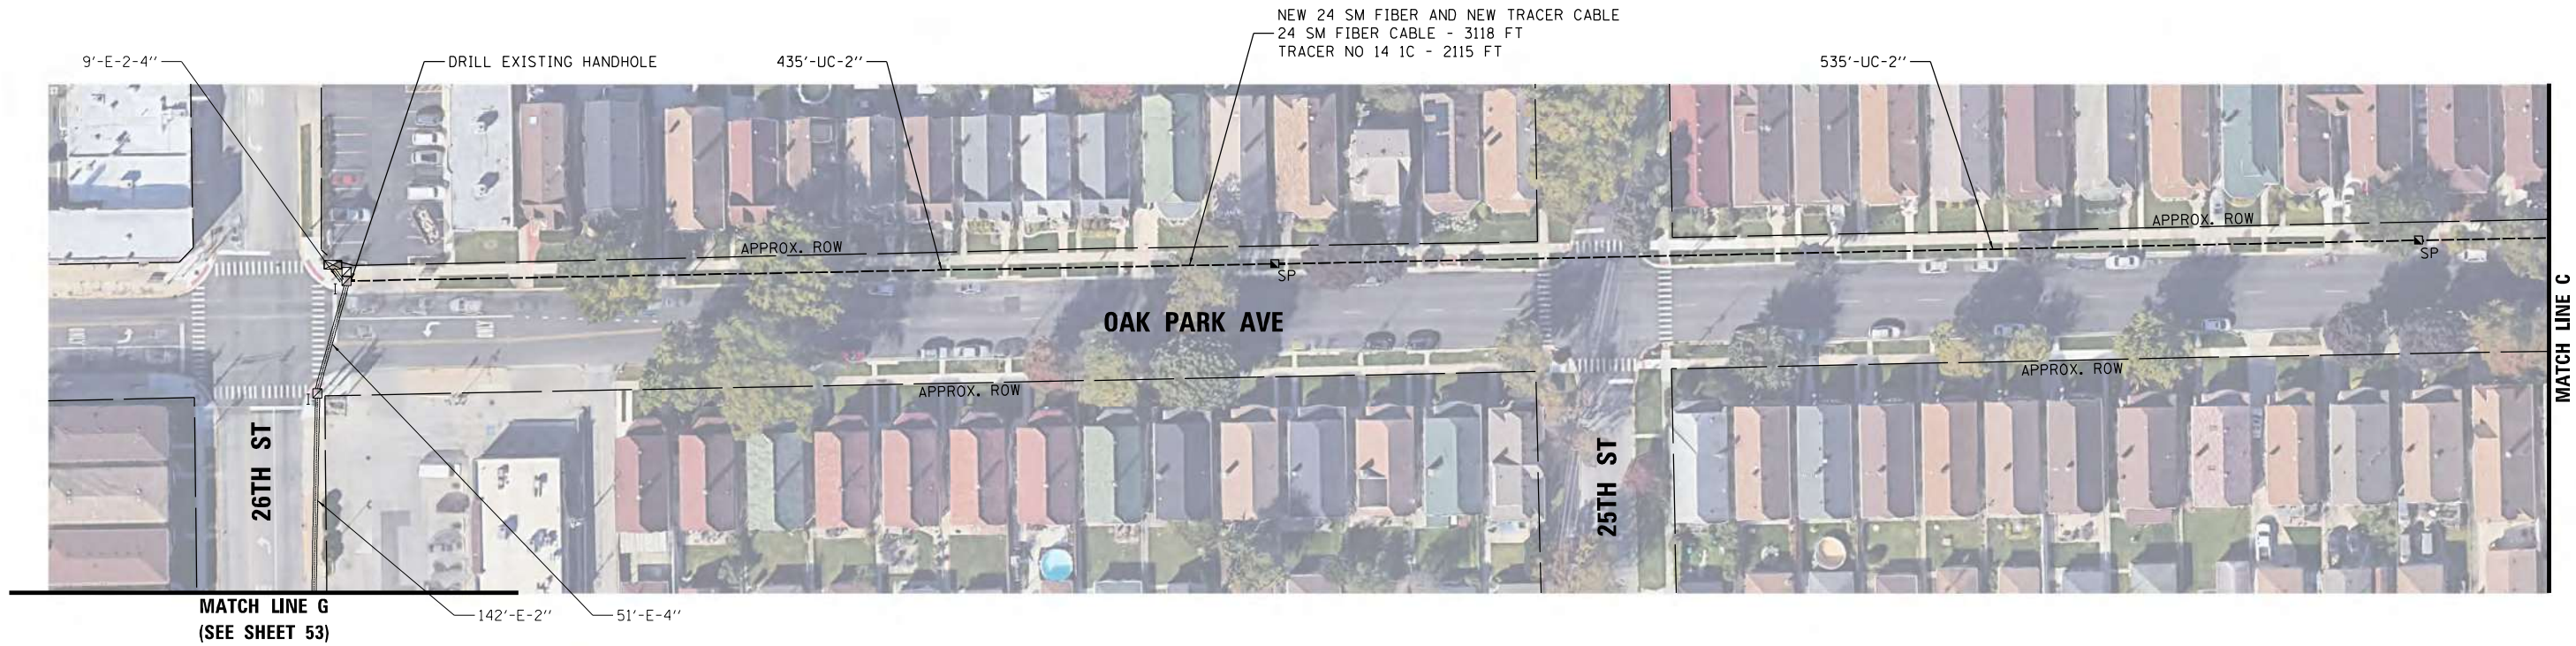 NEW 24 SM FIBER AND NEW TRACER CABLE
24 SM FIBER CABLE - 3118 FT
TRACER NO 14 1C - 2115 FT
9'-E-2-4''
DRILL EXISTING HANDHOLE
435'-UC-2''
535'-UC-2''
APPROX. ROW
APPROX. ROW
SP
SP
I
OAK PARK AVE
ONLY
MATCH LINE C
APPROX. ROW
APPROX. ROW
I
26TH ST
25TH ST
MATCH LINE G
(SEE SHEET 53)
142'-E-2''
51'-E-4''